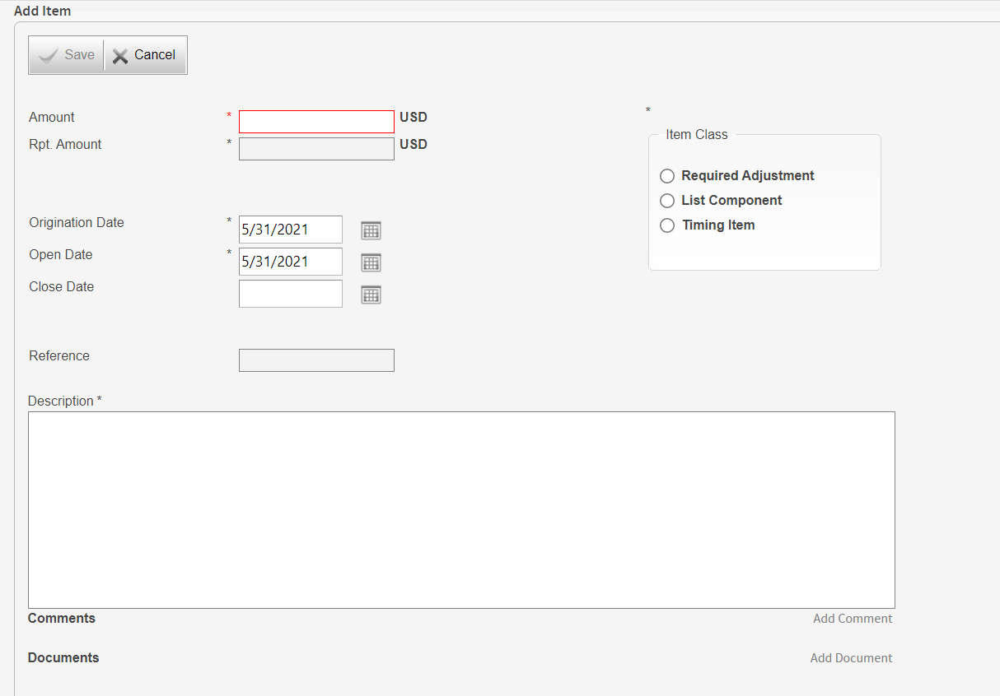 Add Item
Save Cancel
Amount * USD
Rpt. Amount * USD
*
Item Class
Required Adjustment
List Component
Timing Item
Origination Date * 5/31/2021
Open Date * 5/31/2021
Close Date
Reference
Description *
Comments Add Comment
Documents Add Document